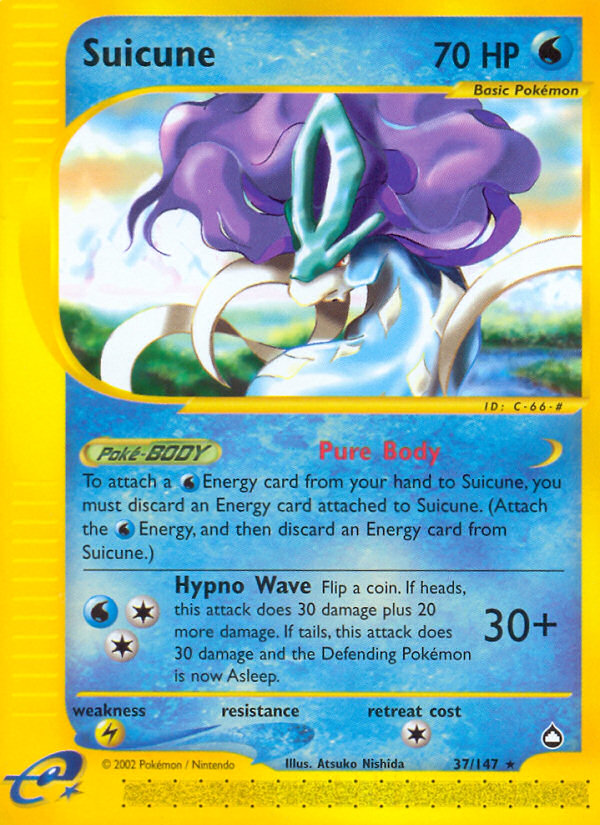 Suicune 70 HP
Basic Pokémon
ID: C-66-#
Poké-BODY Pure Body
To attach a Energy card from your hand to Suicune, you
must discard an Energy card attached to Suicune. (Attach
the Energy, and then discard an Energy card from
Suicune.)
Hypno Wave Flip a coin. If heads,
this attack does 30 damage plus 20
more damage. If tails, this attack does
30 damage and the Defending Pokémon
is now Asleep.
30+
weakness resistance retreat cost
© 2002 Pokémon / Nintendo Illus. Atsuko Nishida 37/147 ★
e